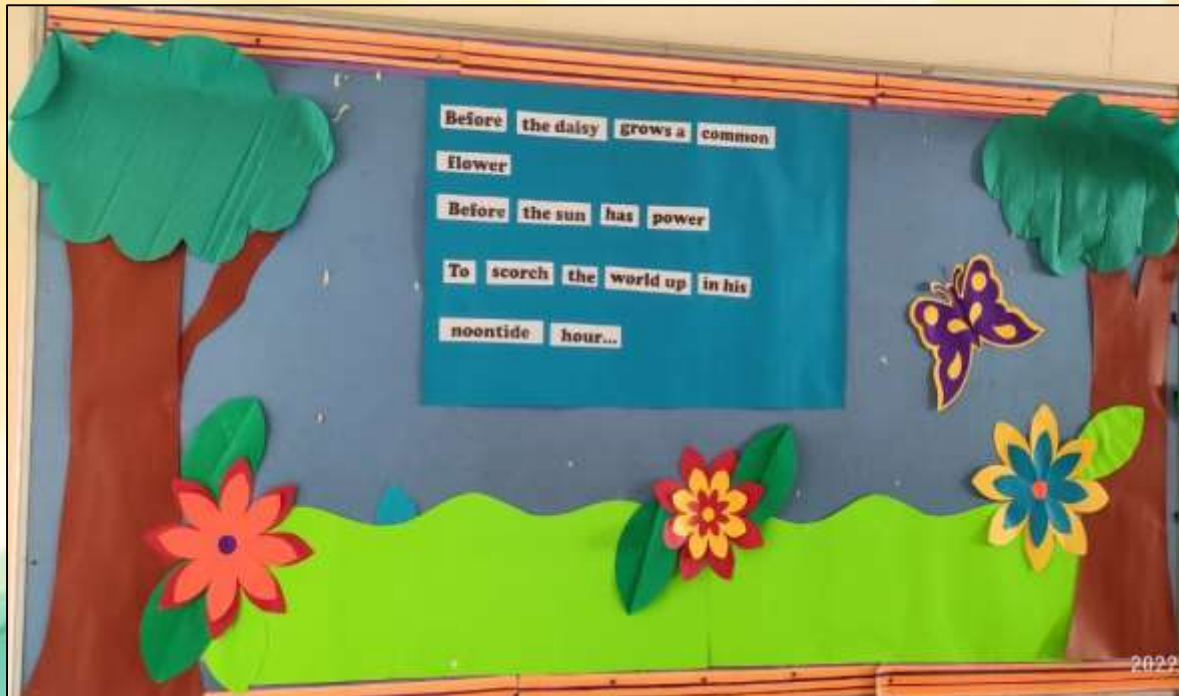 Before the daisy grows a common
flower
Before the sun has power
To scorch the world up in his
noontide hour...
2022